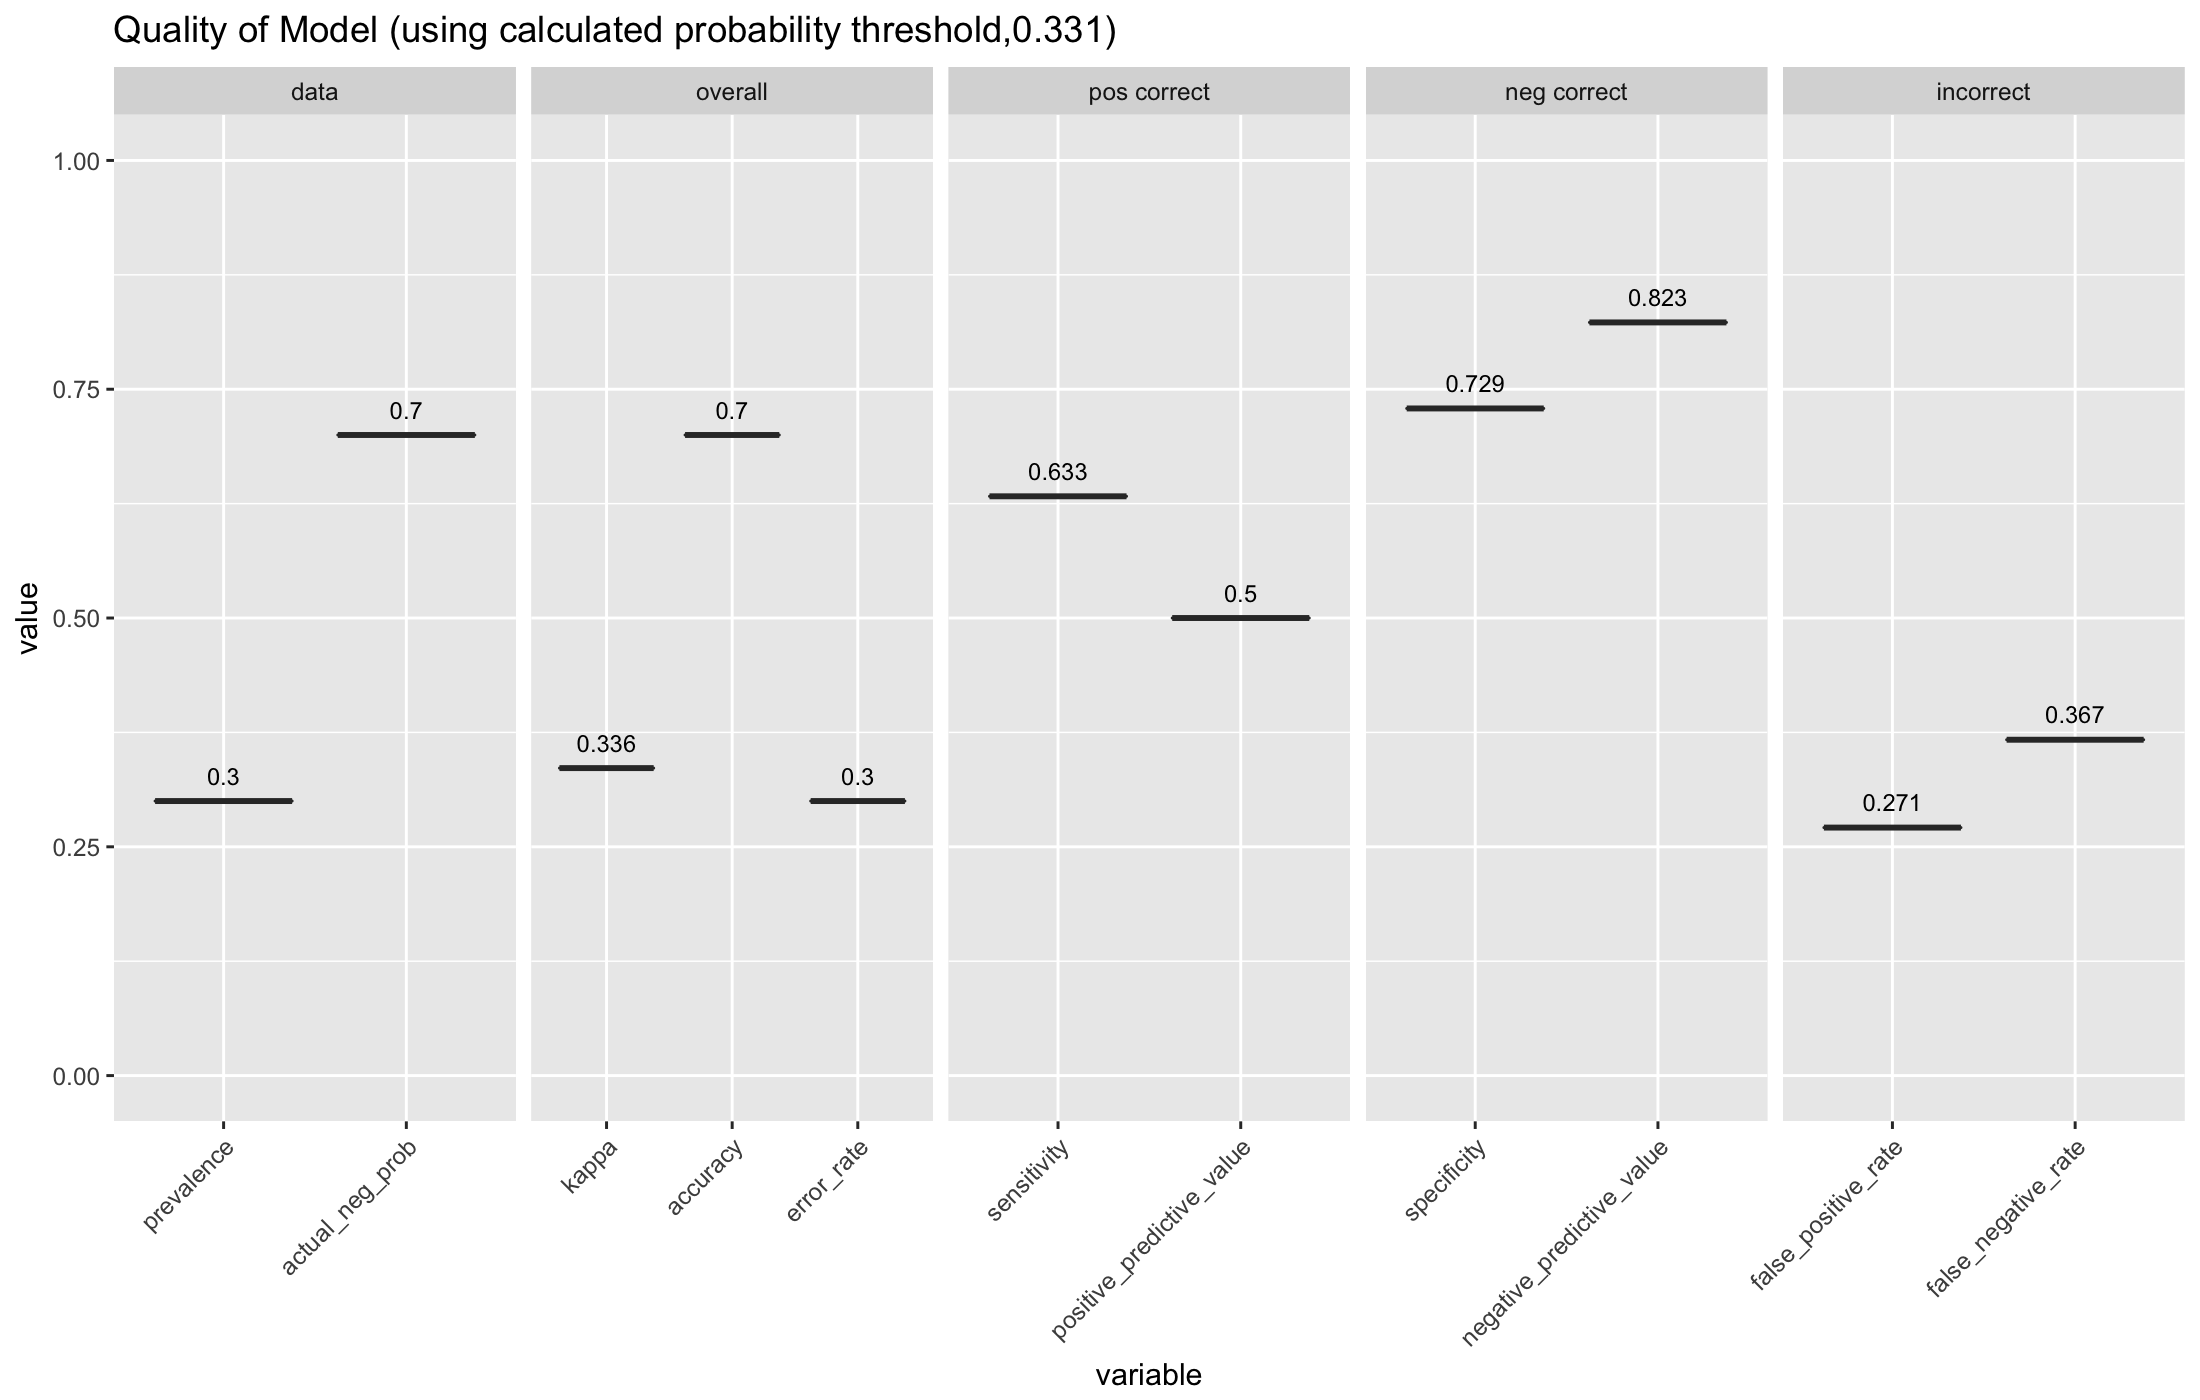 Quality of Model (using calculated probability threshold,0.331)
data
overall
pos correct
neg correct
incorrect
value
1.00
0.75
0.50
0.25
0.00
0.3
0.7
0.336
0.7
0.3
0.633
0.5
0.729
0.823
0.271
0.367
prevalence
actual_neg_prob
kappa
accuracy
error_rate
sensitivity
positive_predictive_value
specificity
negative_predictive_value
false_positive_rate
false_negative_rate
variable